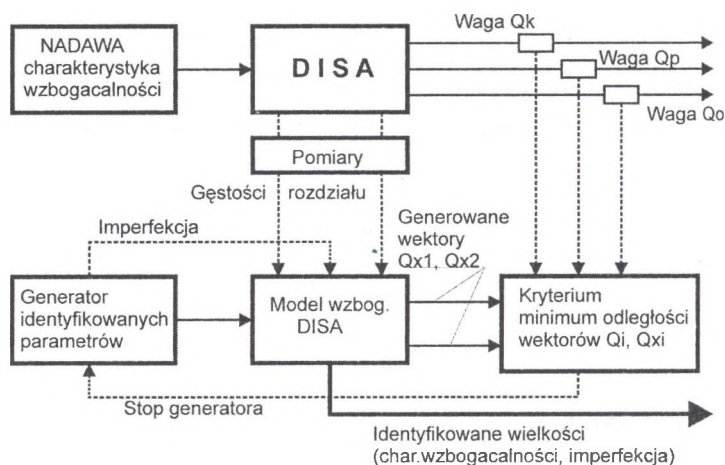 NADAWA
charakterystyka
wzbogacalności
DISA
Waga Qk
Waga Qp
Waga Qo
Pomiary
Gęstości rozdziału
Imperfekcja
Generowane
wektory
Qx1, Qx2
Generator
identyfikowanych
parametrów
Model wzbog.
DISA
Kryterium
minimum odległości
wektorów Qi, Qxi
Stop generatora
Identyfikowane wielkości
(char.wzbogacalności, imperfekcja)